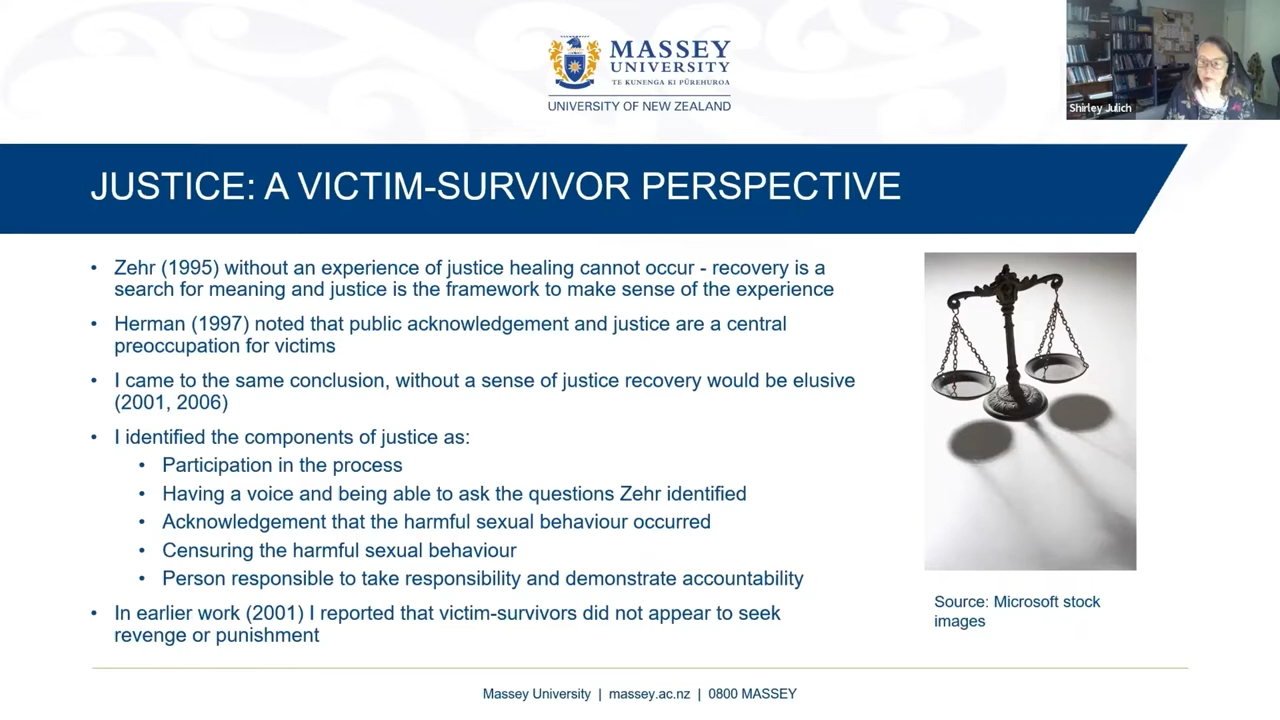 MASSEY
UNIVERSITY
TE KUNENGA KI PŪREHUROA
UNIVERSITY OF NEW ZEALAND
Shirley Julich
JUSTICE: A VICTIM-SURVIVOR PERSPECTIVE
• Zehr (1995) without an experience of justice healing cannot occur - recovery is a
search for meaning and justice is the framework to make sense of the experience
• Herman (1997) noted that public acknowledgement and justice are a central
preoccupation for victims
• I came to the same conclusion, without a sense of justice recovery would be elusive
(2001, 2006)
• I identified the components of justice as:
• Participation in the process
• Having a voice and being able to ask the questions Zehr identified
• Acknowledgement that the harmful sexual behaviour occurred
• Censuring the harmful sexual behaviour
• Person responsible to take responsibility and demonstrate accountability
• In earlier work (2001) I reported that victim-survivors did not appear to seek
revenge or punishment
Source: Microsoft stock
images
Massey University | massey.ac.nz | 0800 MASSEY